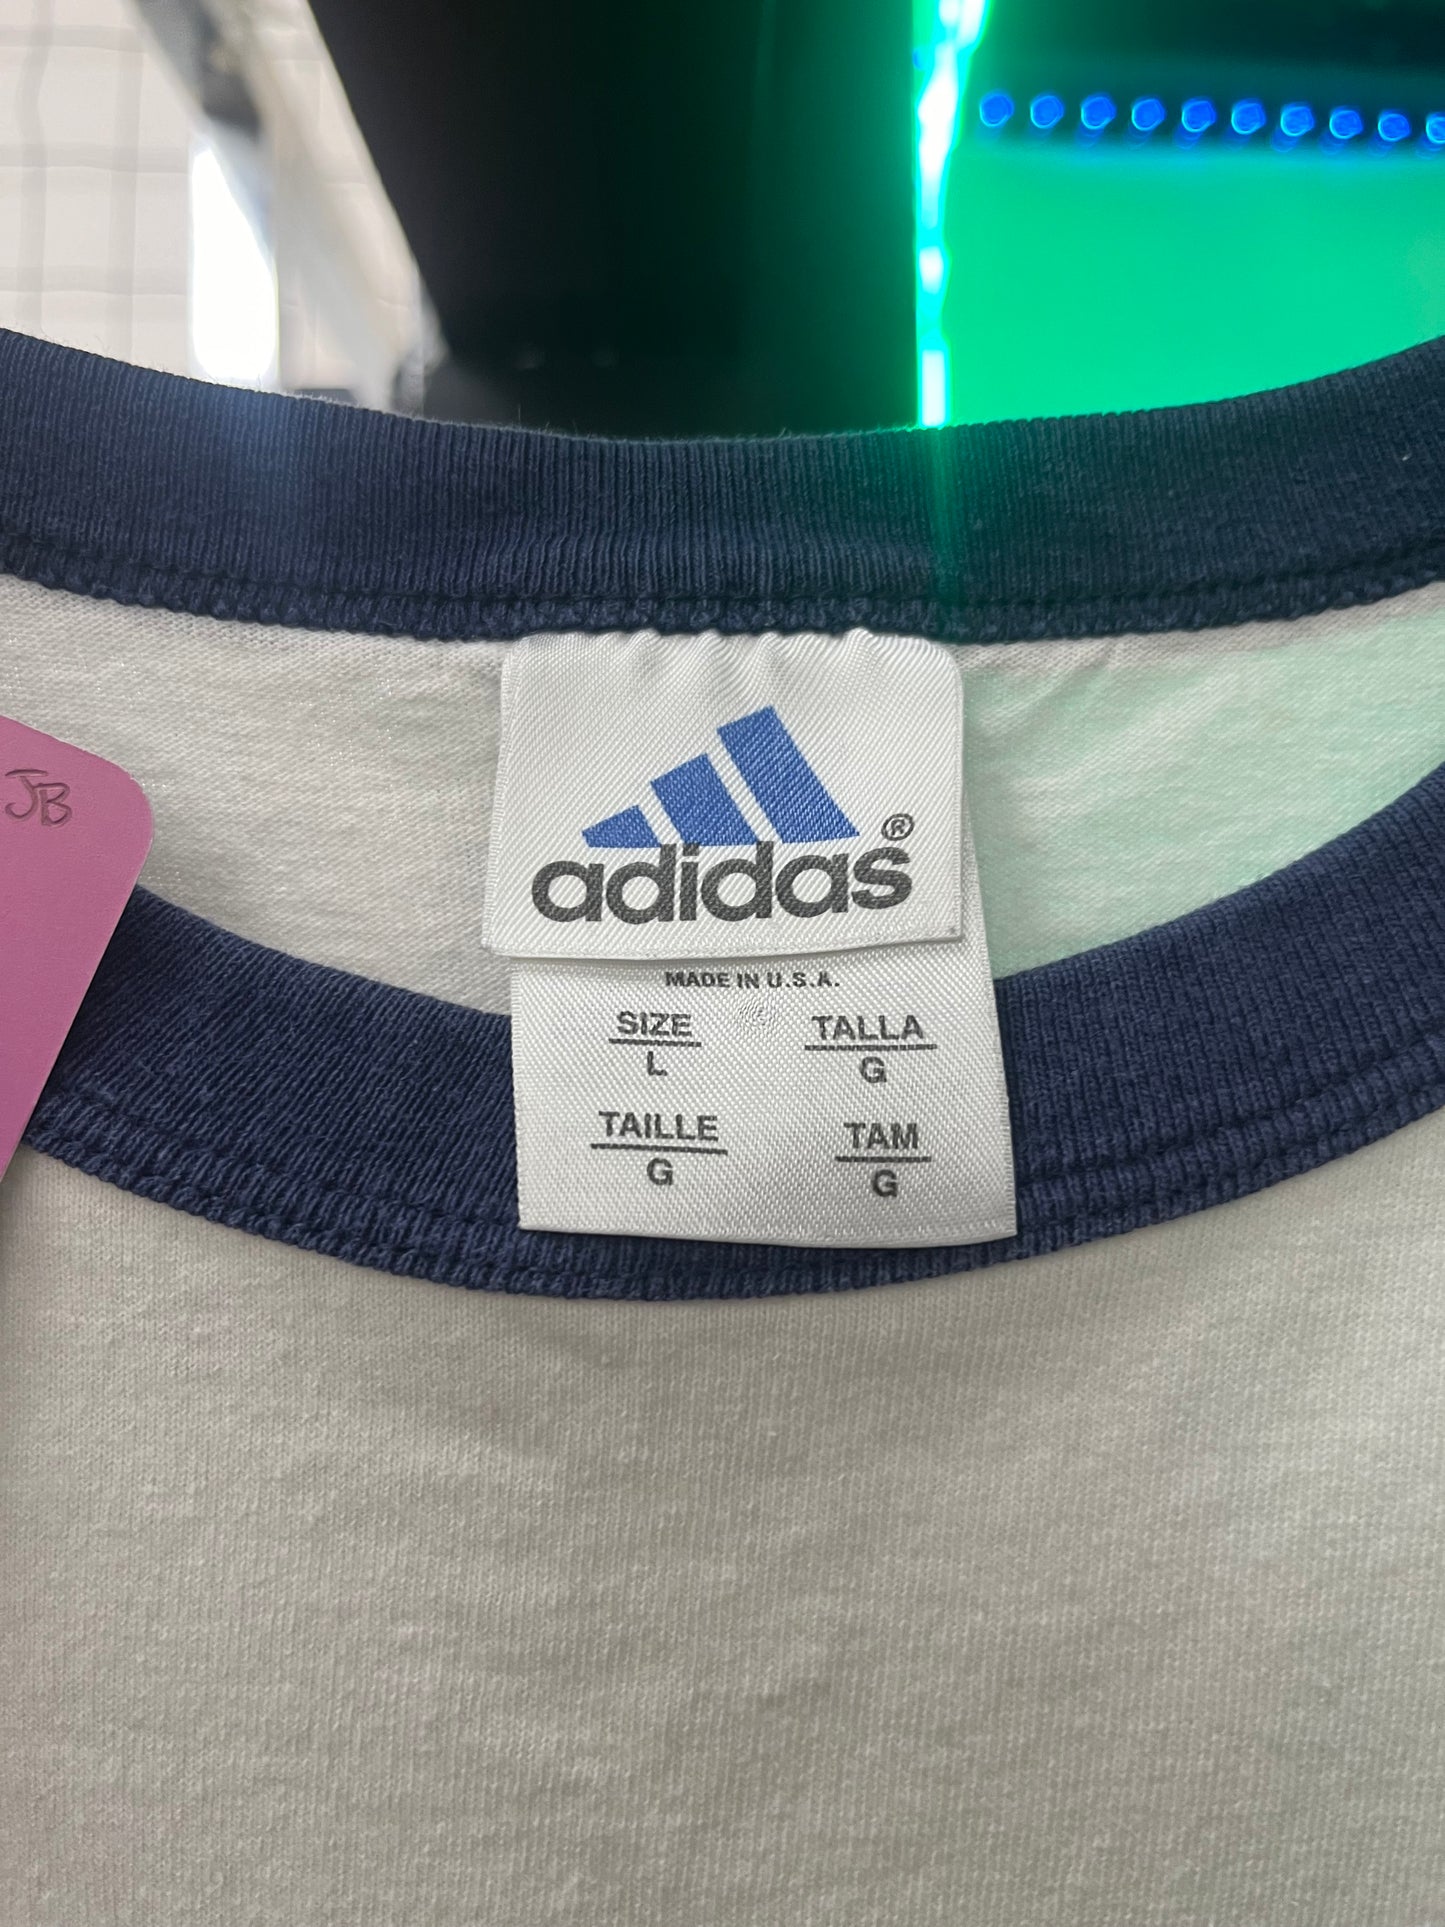 JB
adidas®
MADE IN U.S.A.
SIZE TALLA
L G
TAILLE TAM
G G